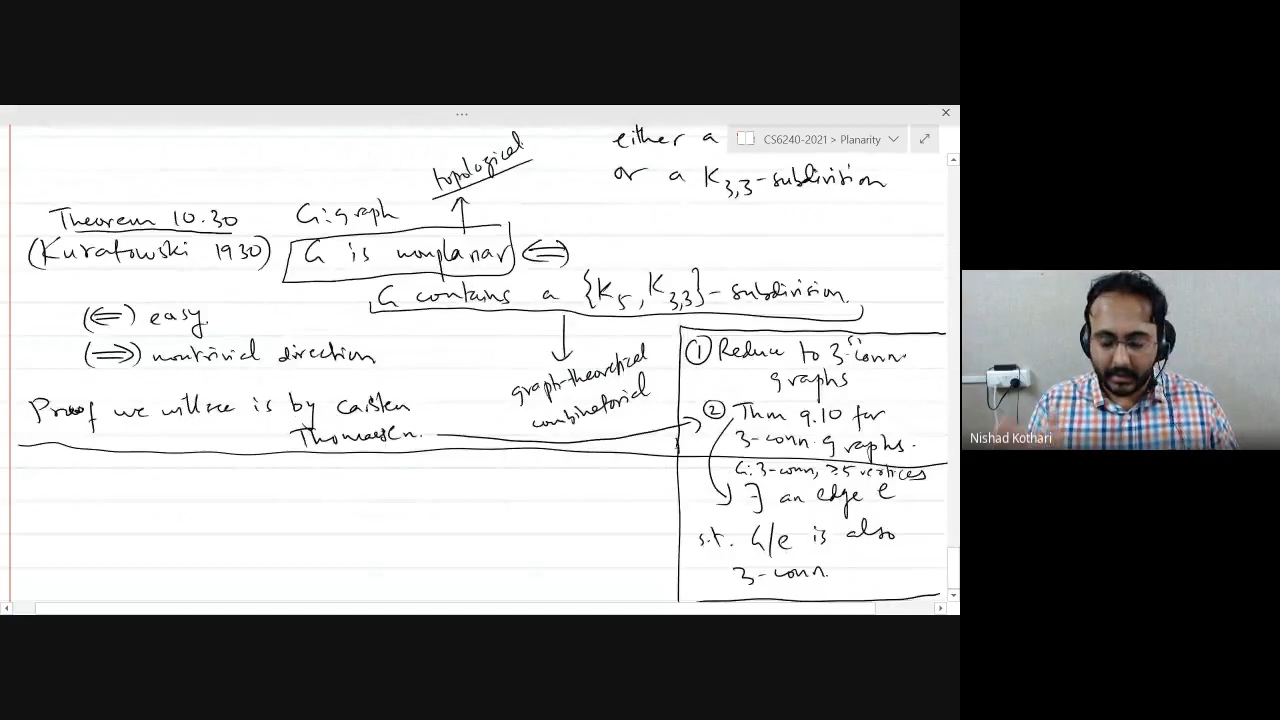 either a
CS6240-2021 > Planarity
or a K3,3-subdivision
topological
Theorem 10.30
G: graph
(Kuratowski 1930)
G is nonplanar ⟺
G contains a {K5, K3,3}-subdivision.
(⇐) easy.
(⇒) nontrivial direction
graph-theoretical
combinatorial
Proof we will see is by Carsten
Thomassen.
① Reduce to 3-conn.
graphs
② Thm 9.10 for
3-conn. graphs.
G: 3-conn, ≥5 vertices
∃ an edge e
s.t. G/e is also
3-conn.
Nishad Kothari